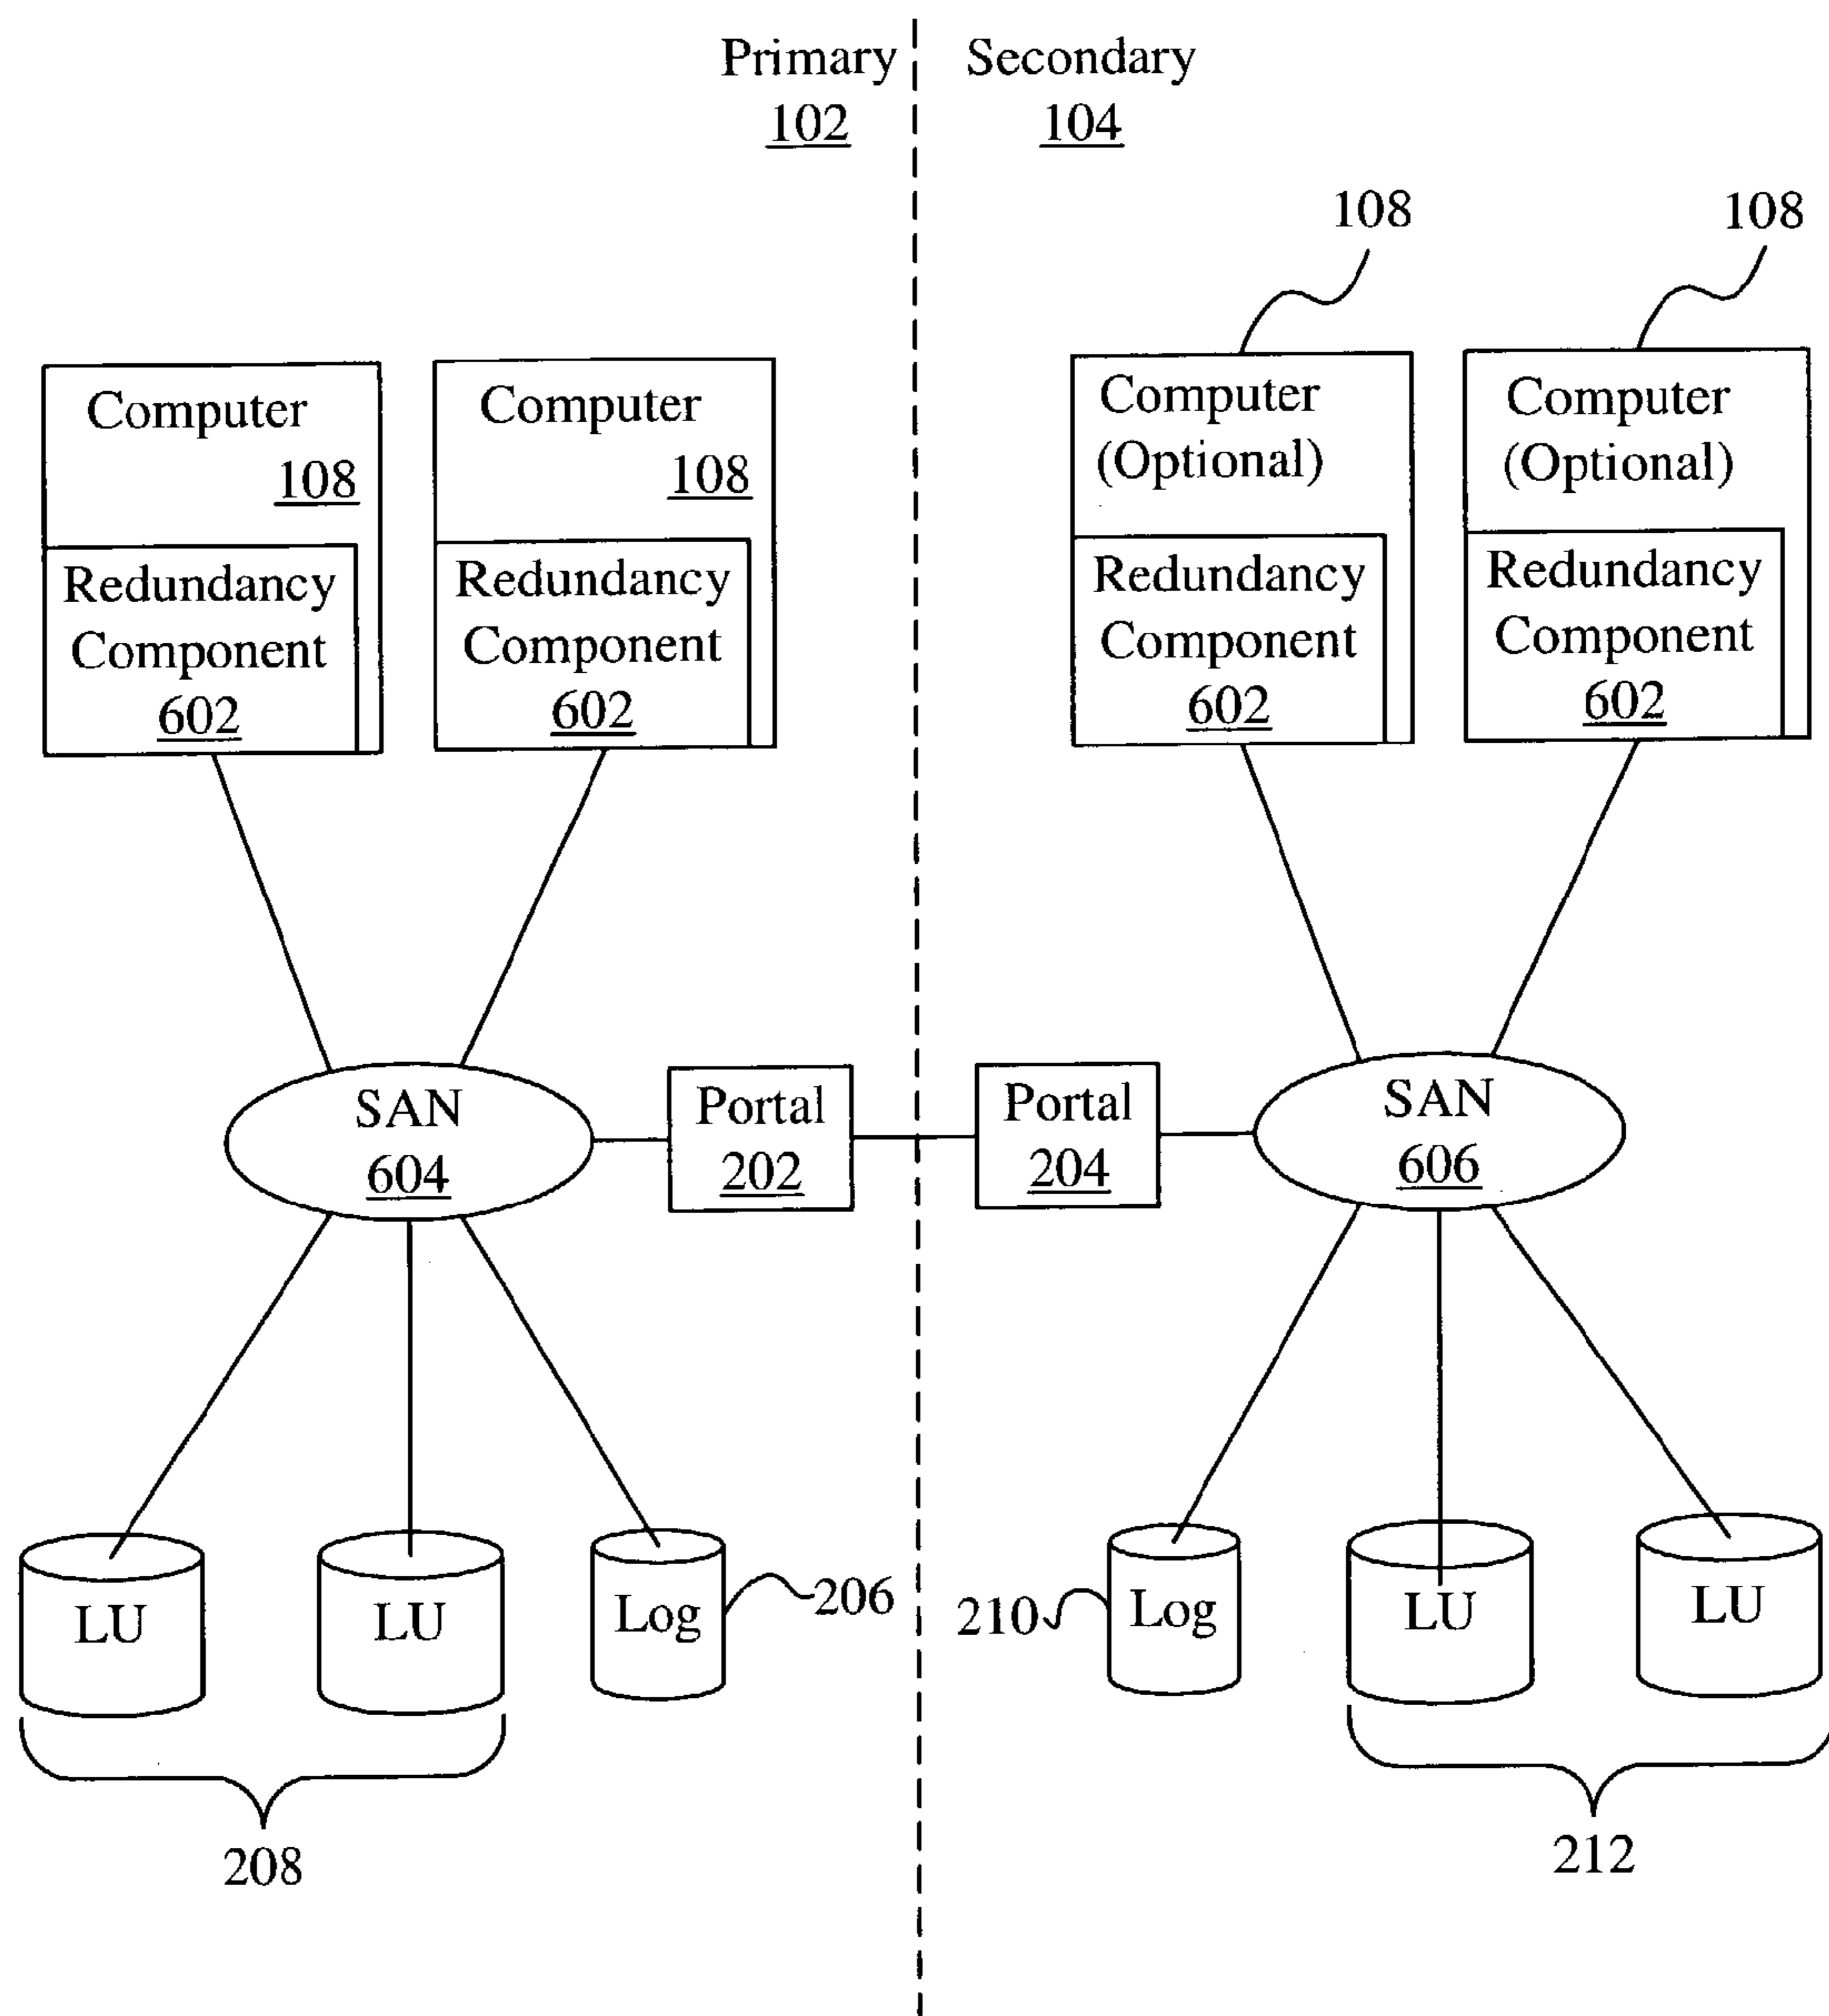 Primary
102
Secondary
104
108
108
Computer
108
Redundancy
Component
602
Computer
108
Redundancy
Component
602
Computer
(Optional)
Redundancy
Component
602
Computer
(Optional)
Redundancy
Component
602
SAN
604
Portal
202
Portal
204
SAN
606
LU
LU
Log
206
210
Log
LU
LU
208
212